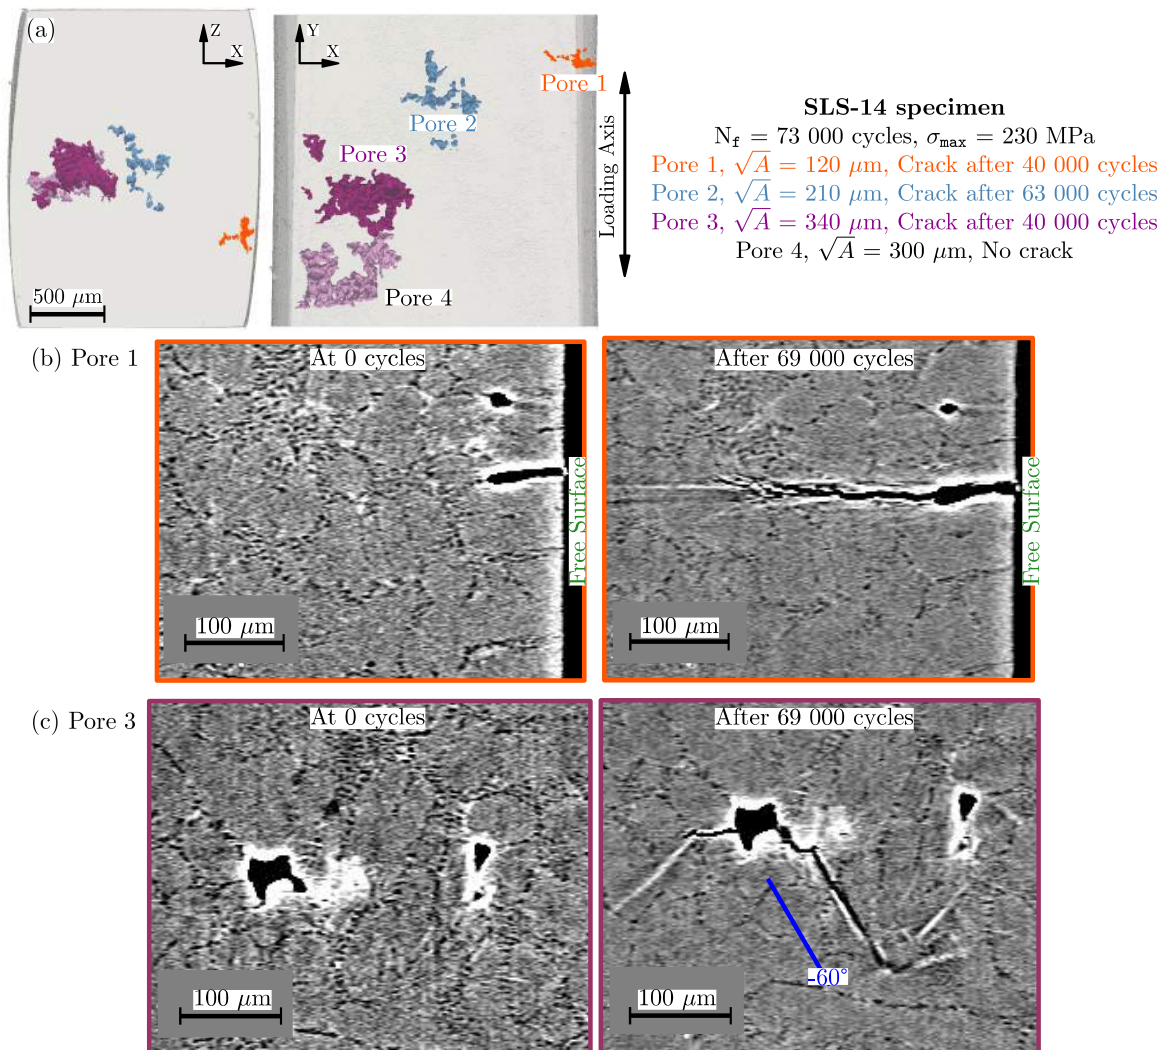 (a)
Z
X
Y
X
Pore 1
Pore 2
Pore 3
Pore 4
500 μm
Loading Axis
SLS-14 specimen
N_f = 73 000 cycles, σ_max = 230 MPa
Pore 1, √A = 120 μm, Crack after 40 000 cycles
Pore 2, √A = 210 μm, Crack after 63 000 cycles
Pore 3, √A = 340 μm, Crack after 40 000 cycles
Pore 4, √A = 300 μm, No crack
(b) Pore 1
At 0 cycles
Free Surface
100 μm
After 69 000 cycles
Free Surface
100 μm
(c) Pore 3
At 0 cycles
100 μm
After 69 000 cycles
-60°
100 μm